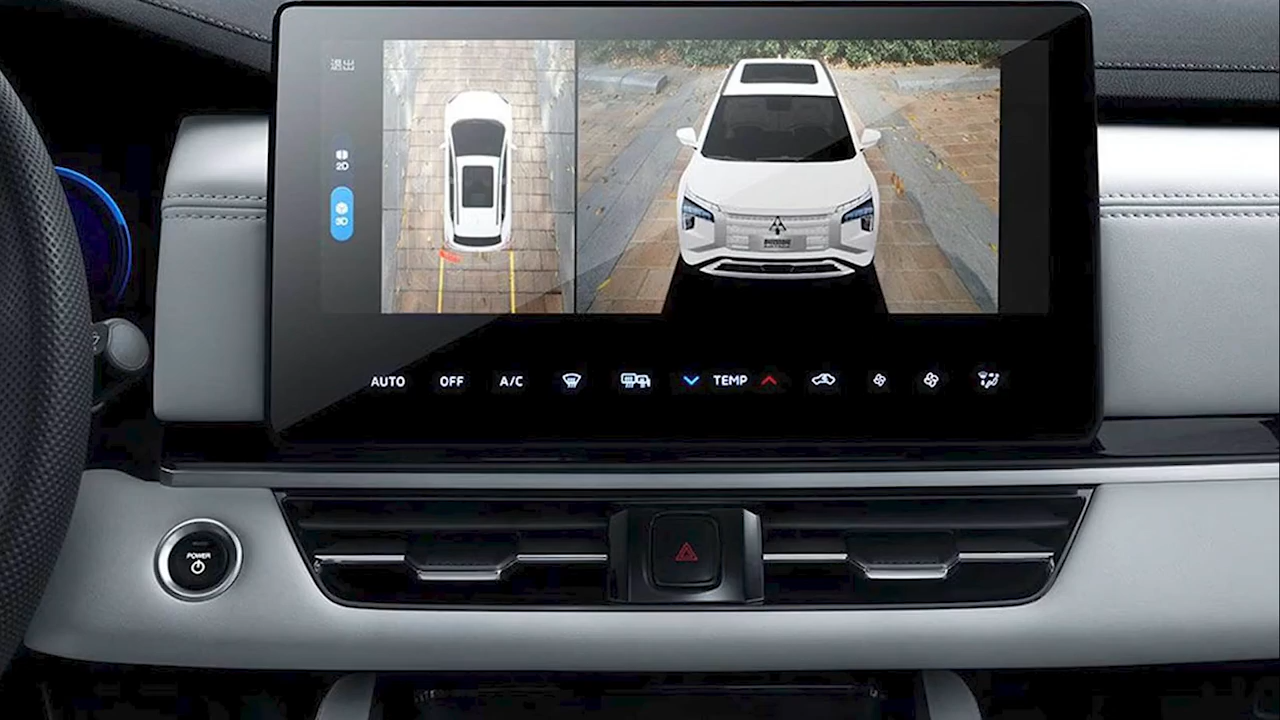 退出
2D
3D
AUTO
OFF
A/C
TEMP
POWER